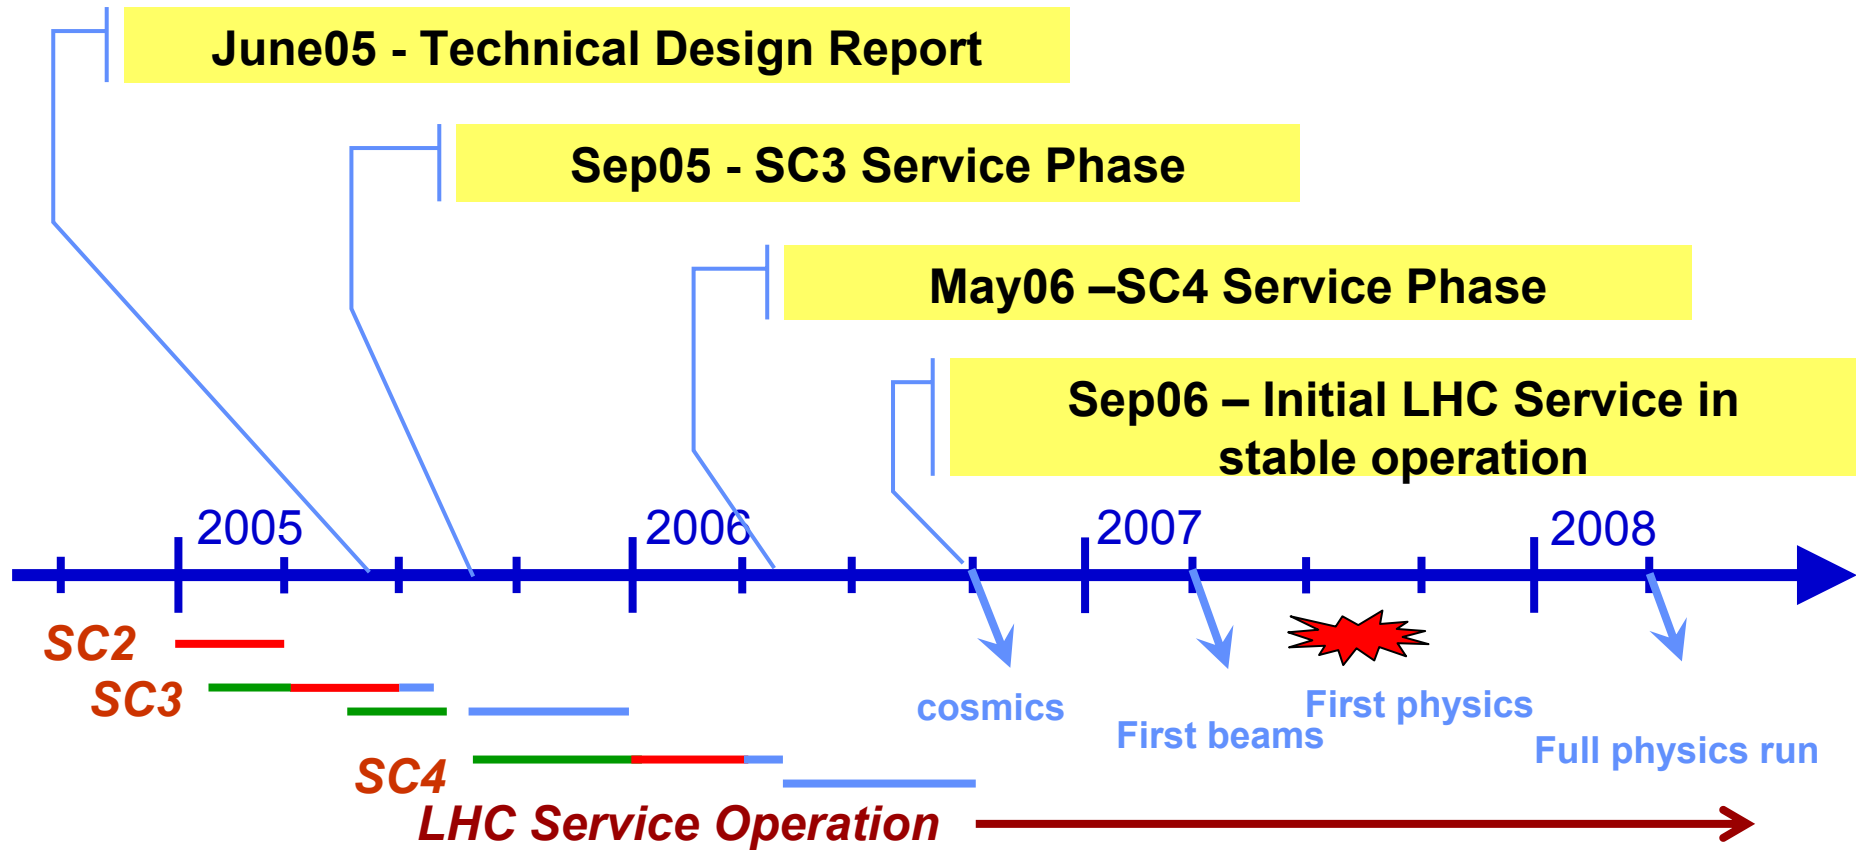 June05 - Technical Design Report
Sep05 - SC3 Service Phase
May06 –SC4 Service Phase
Sep06 – Initial LHC Service in
stable operation
2005
2006
2007
2008
SC2
SC3
cosmics
First beams
First physics
Full physics run
SC4
LHC Service Operation